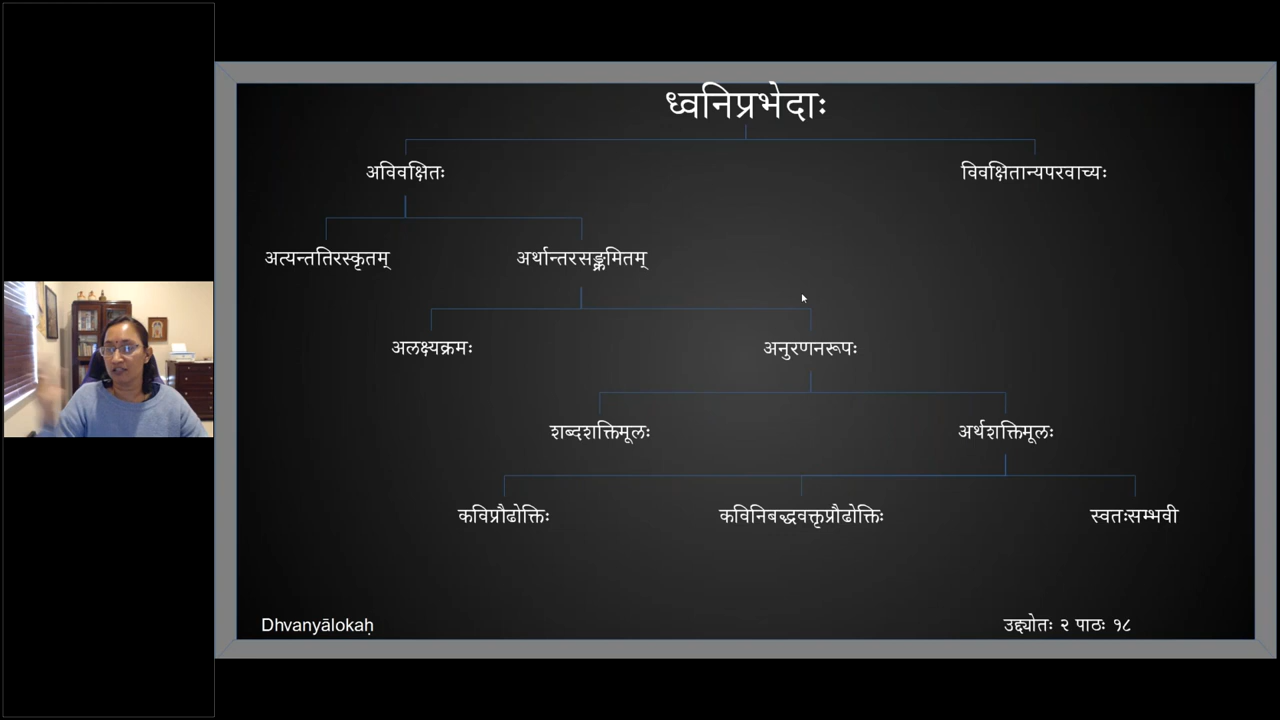 ध्वनिप्रभेदाः
अविवक्षितः
विवक्षितान्यपरवाच्यः
अत्यन्ततिरस्कृतम्
अर्थान्तरसङ्क्रमितम्
अलक्ष्यक्रमः
अनुरणनरूपः
शब्दशक्तिमूलः
अर्थशक्तिमूलः
कविप्रौढोक्तिः
कविनिबद्धवक्तृप्रौढोक्तिः
स्वतःसम्भवी
Dhvanyālokaḥ
उद्द्योतः २ पाठः १८